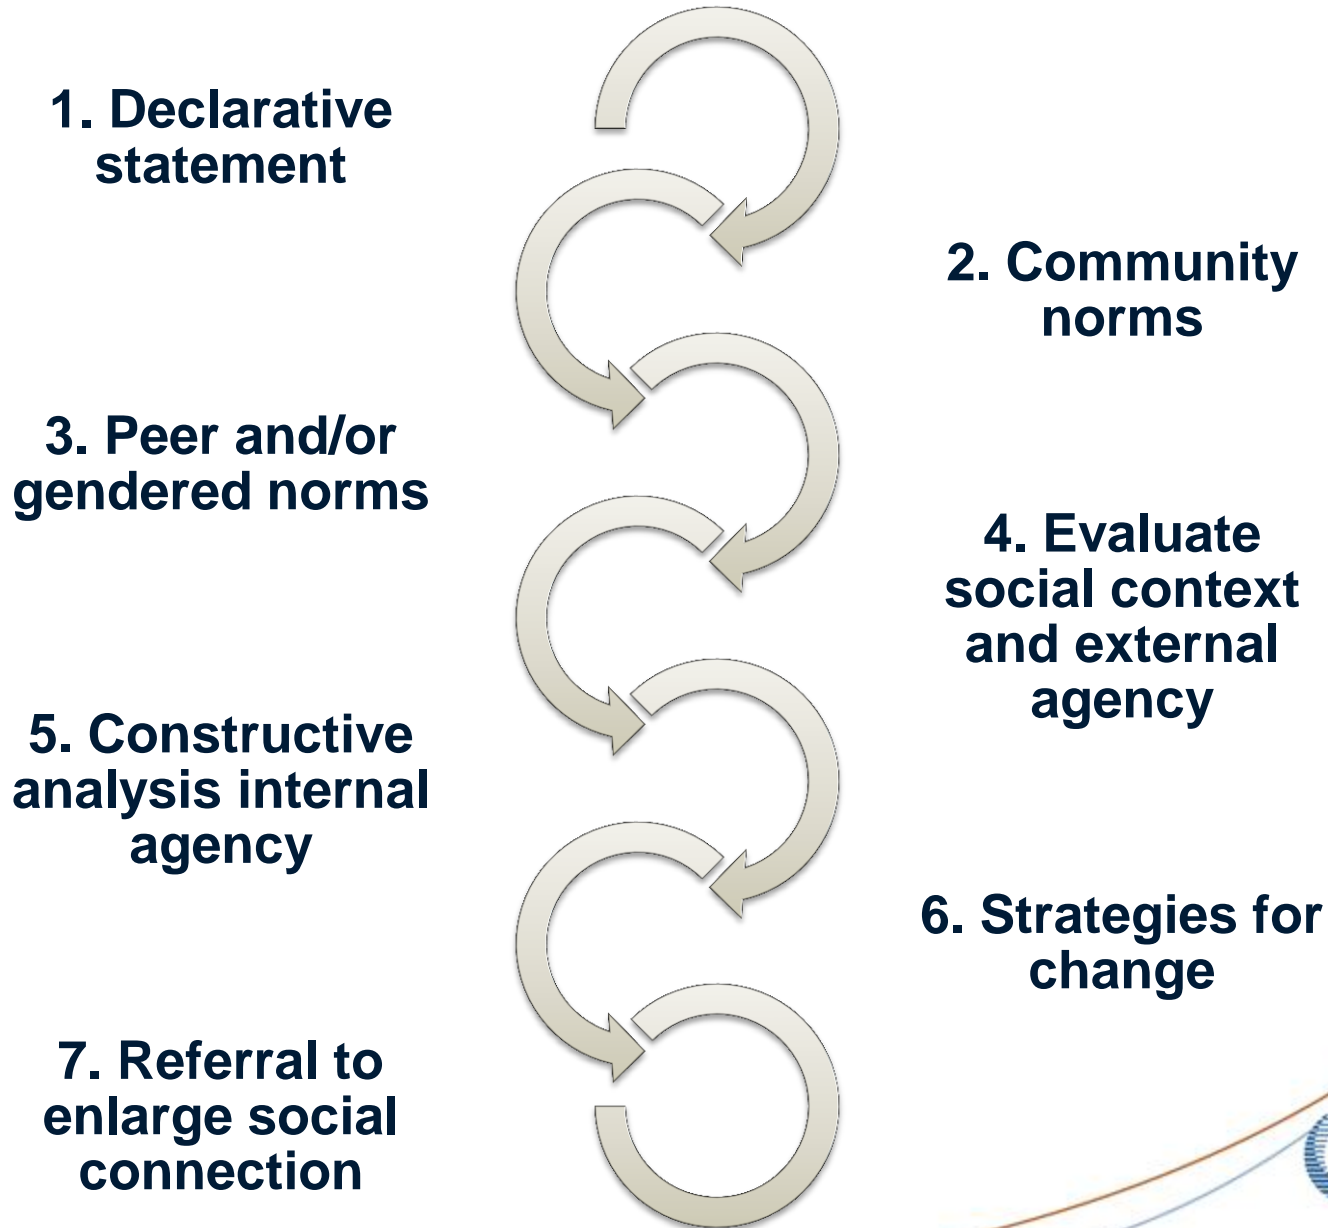 1. Declarative
statement
2. Community
norms
3. Peer and/or
gendered norms
4. Evaluate
social context
and external
agency
5. Constructive
analysis internal
agency
6. Strategies for
change
7. Referral to
enlarge social
connection